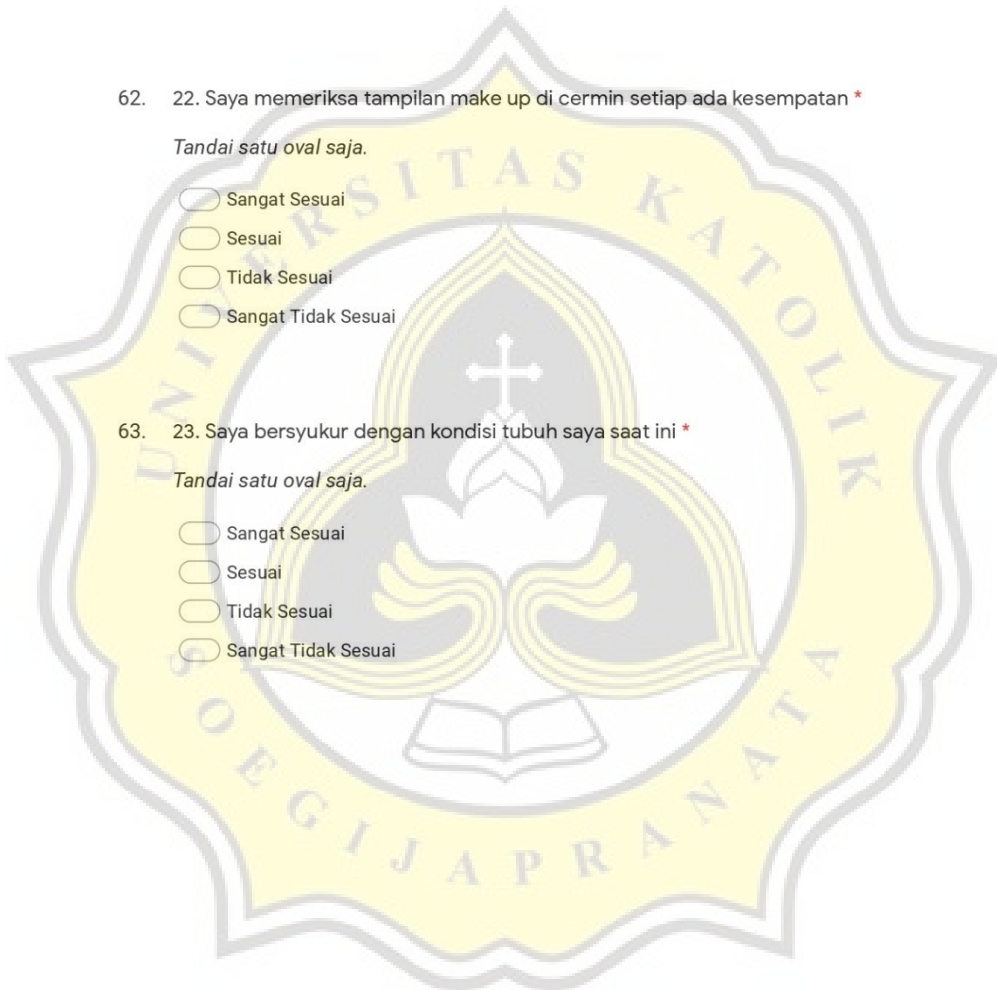 62. 22. Saya memeriksa tampilan make up di cermin setiap ada kesempatan *
Tandai satu oval saja.
Sangat Sesuai
Sesuai
Tidak Sesuai
Sangat Tidak Sesuai
63. 23. Saya bersyukur dengan kondisi tubuh saya saat ini *
Tandai satu oval saja.
Sangat Sesuai
Sesuai
Tidak Sesuai
Sangat Tidak Sesuai
UNIVERSITAS KATOLIK
SOEGIJAPRANATA